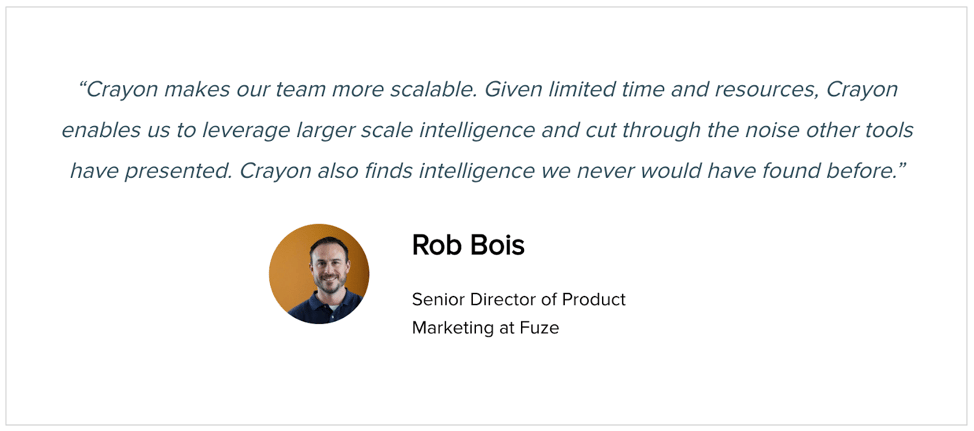 “Crayon makes our team more scalable. Given limited time and resources, Crayon
enables us to leverage larger scale intelligence and cut through the noise other tools
have presented. Crayon also finds intelligence we never would have found before.”
Rob Bois
Senior Director of Product
Marketing at Fuze